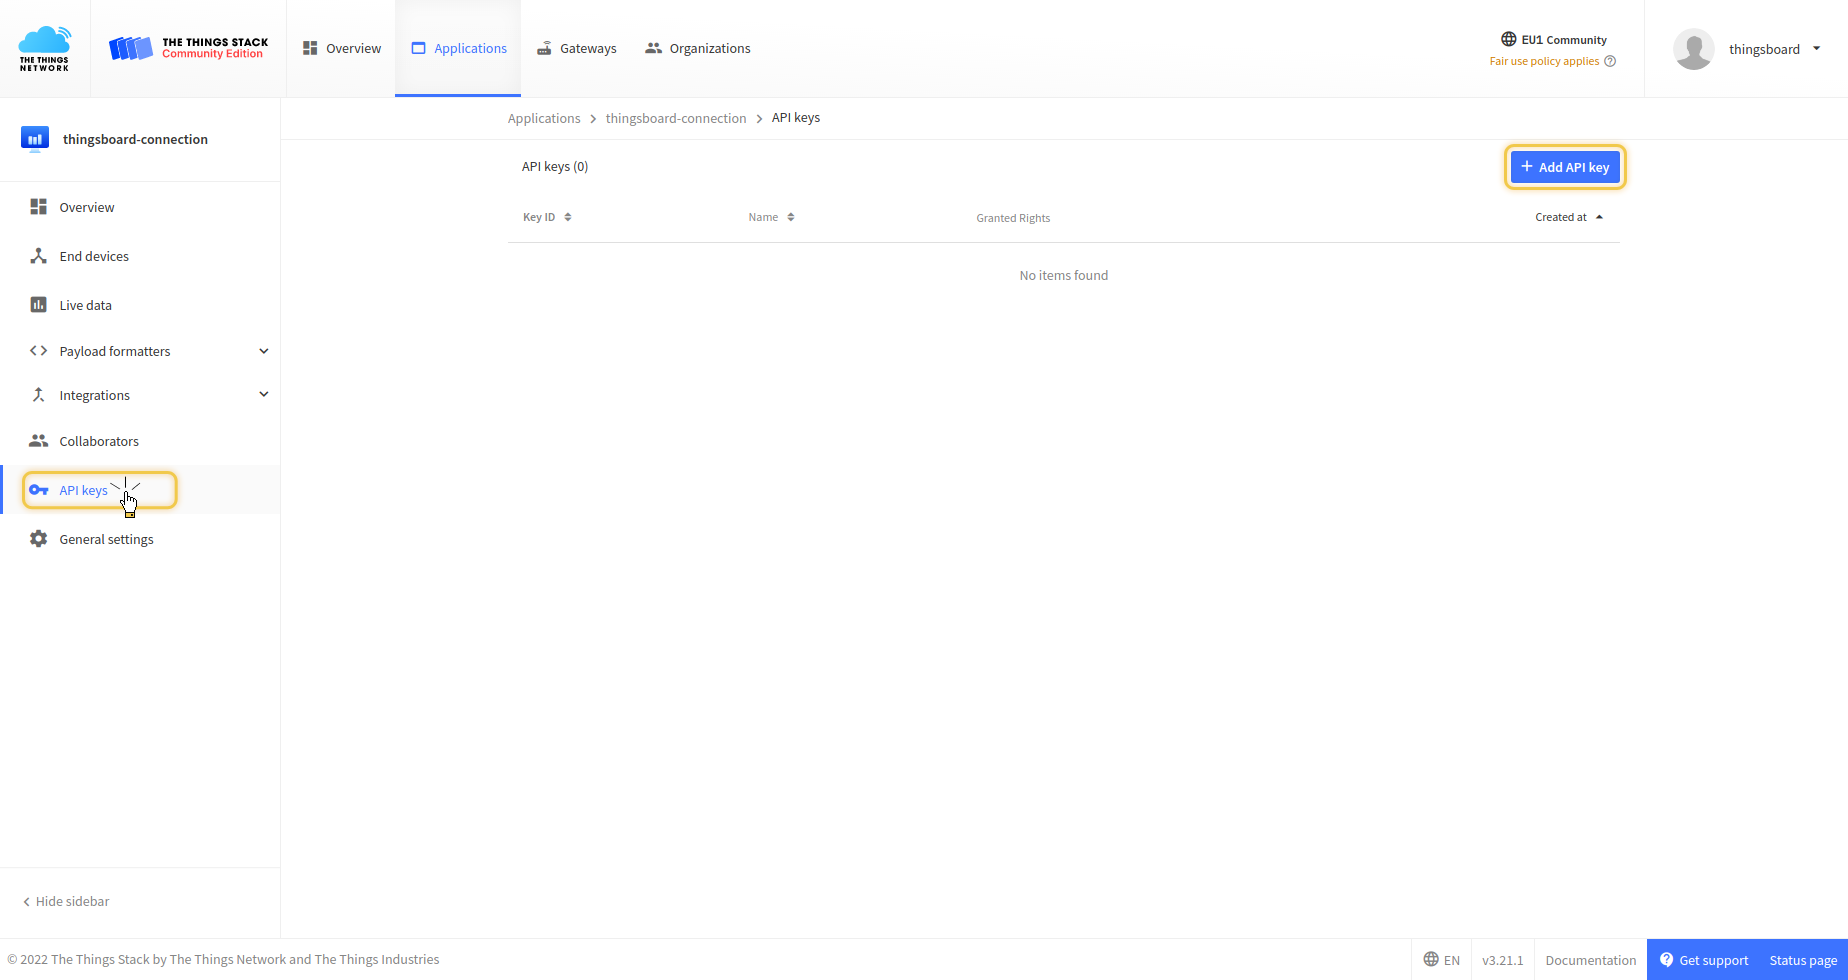 THE THINGS
NETWORK
THE THINGS STACK
Community Edition
Overview
Applications
Gateways
Organizations
EU1 Community
Fair use policy applies
thingsboard
thingsboard-connection
Overview
End devices
Live data
Payload formatters
Integrations
Collaborators
API keys
General settings
Hide sidebar
Applications > thingsboard-connection > API keys
API keys (0)
+ Add API key
Key ID Name Granted Rights Created at
No items found
© 2022 The Things Stack by The Things Network and The Things Industries
EN
v3.21.1
Documentation
Get support
Status page